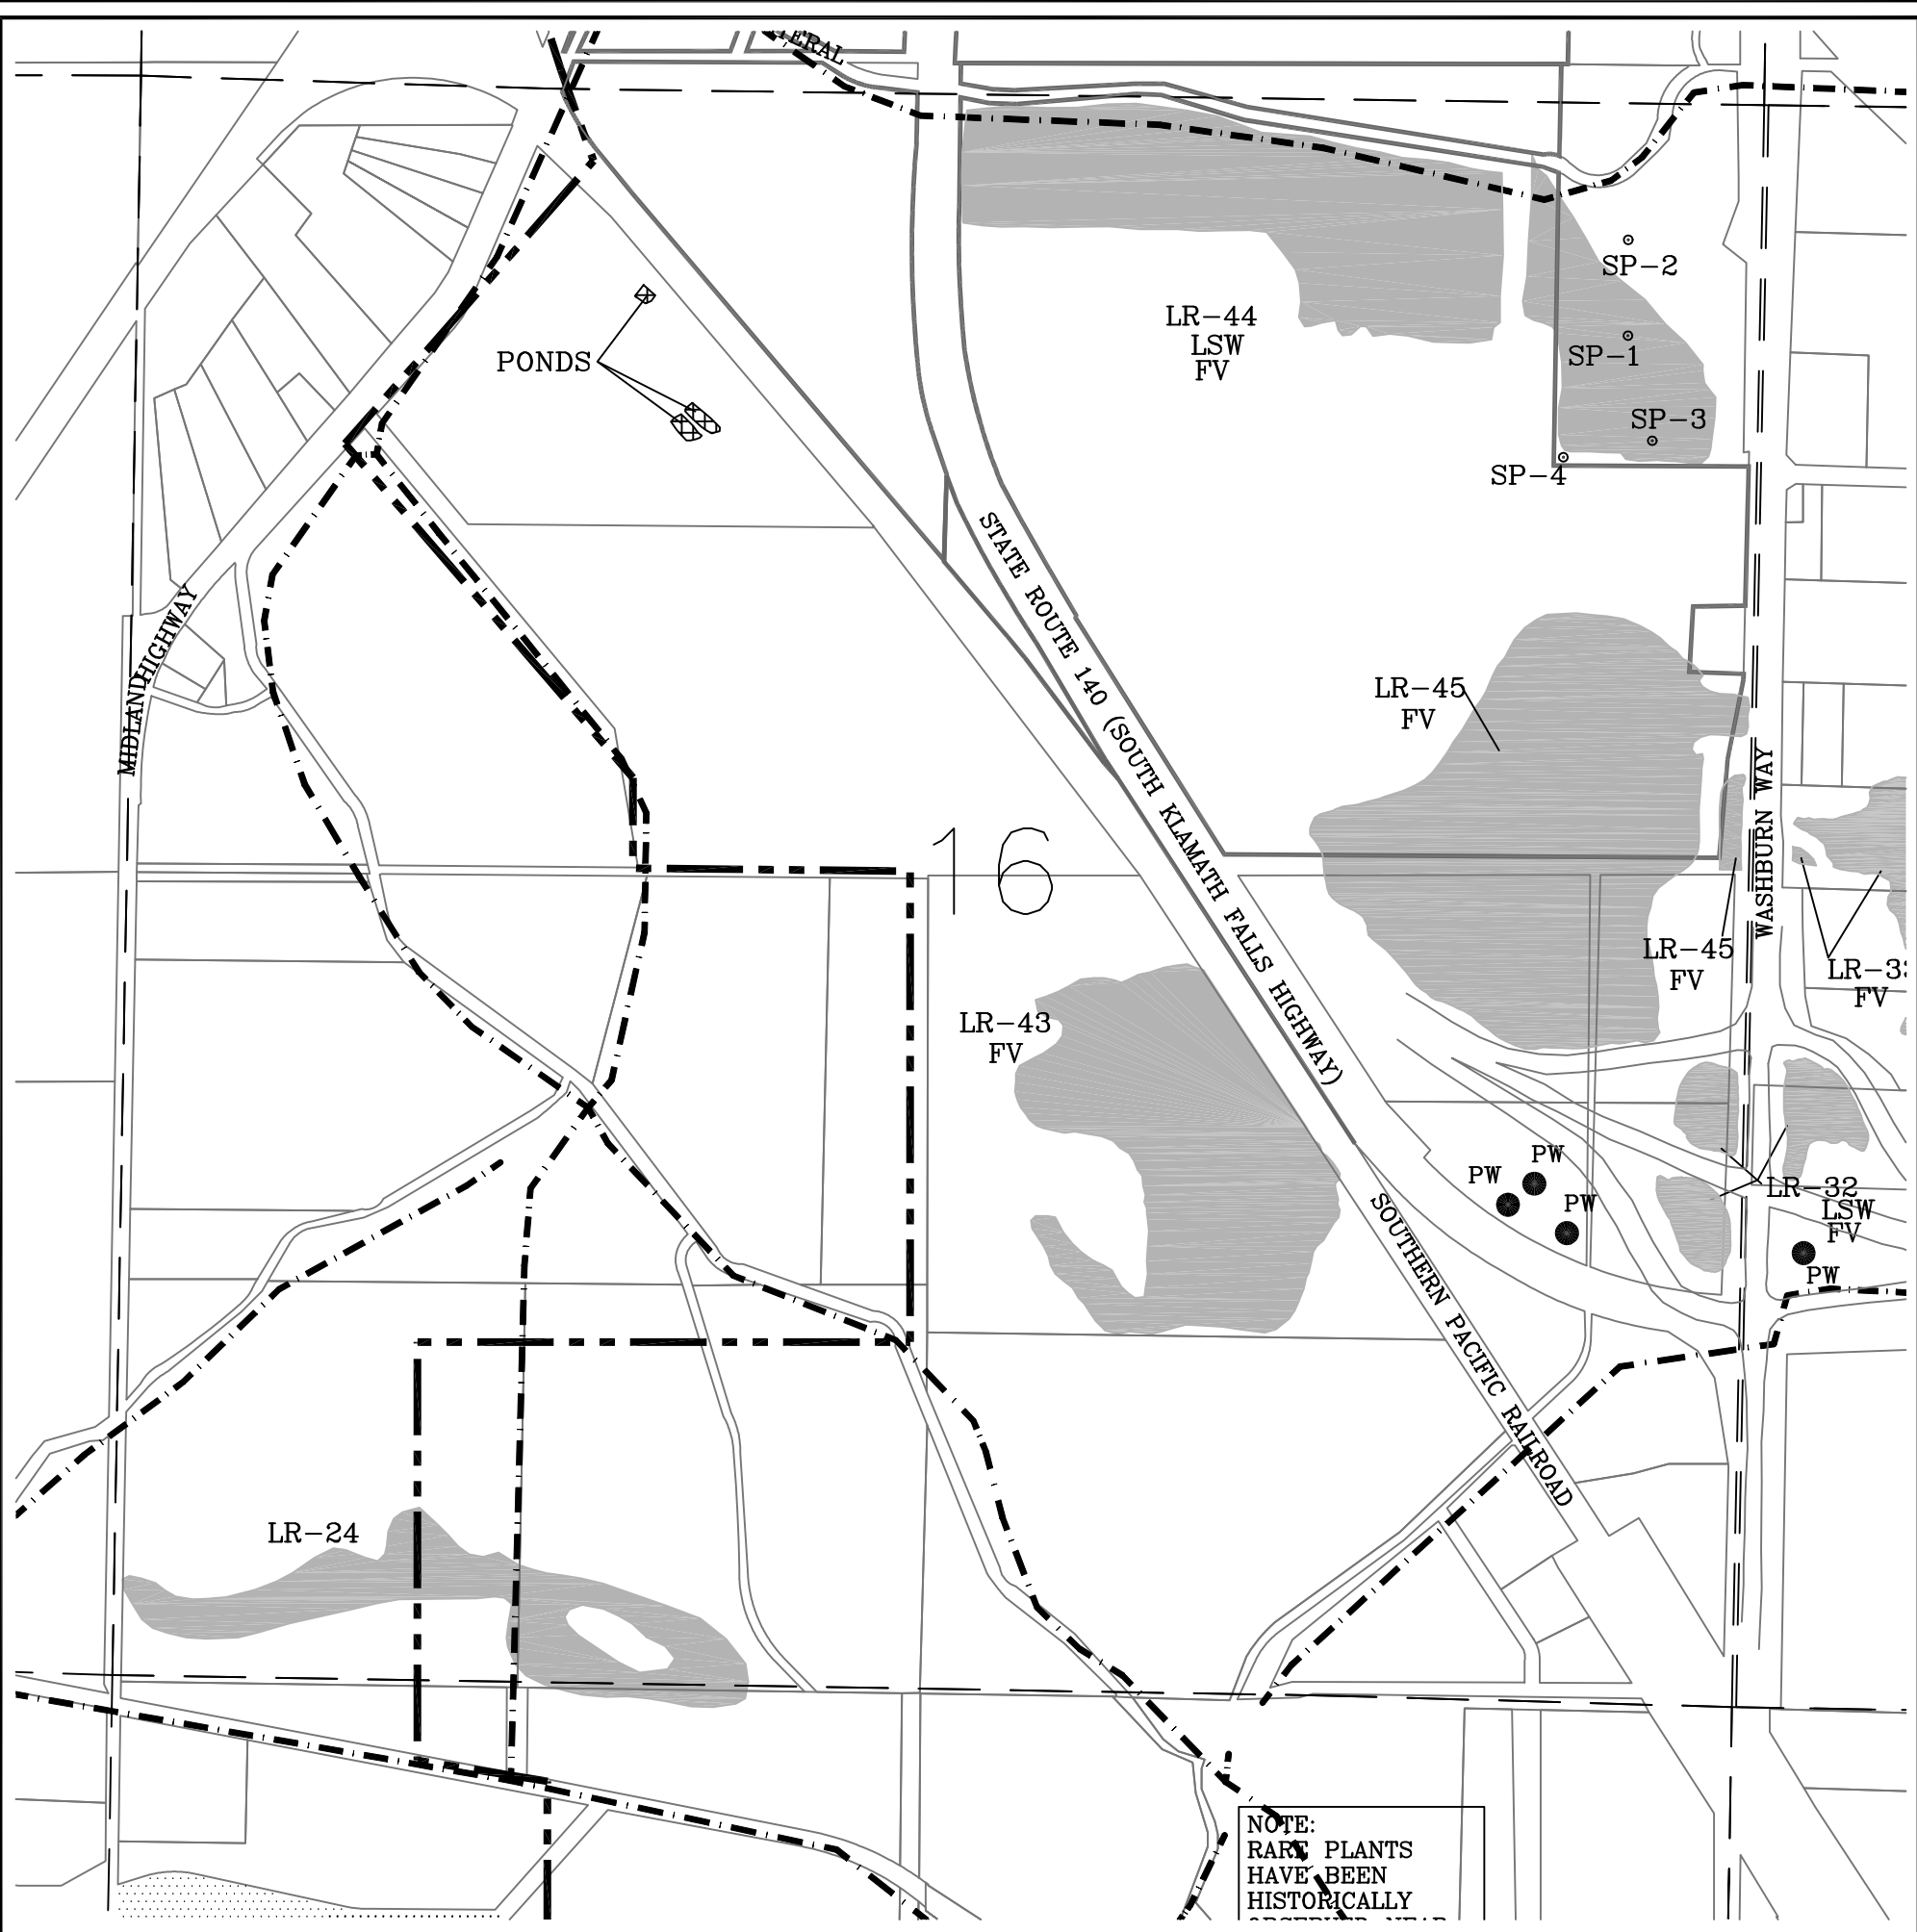 SP-2
LR-44
LSW
FV
SP-1
PONDS
SP-3
SP-4
STATE ROUTE 140 (SOUTH KLAMATH FALLS HIGHWAY)
MIDLAND HIGHWAY
LR-45
FV
WASHBURN WAY
16
LR-45
FV
FV
LR-43
FV
PW
PW
PW
LR-32
LSW
FV
PW
SOUTHERN PACIFIC RAILROAD
LR-24
NOTE:
RARE PLANTS
HAVE BEEN
HISTORICALLY